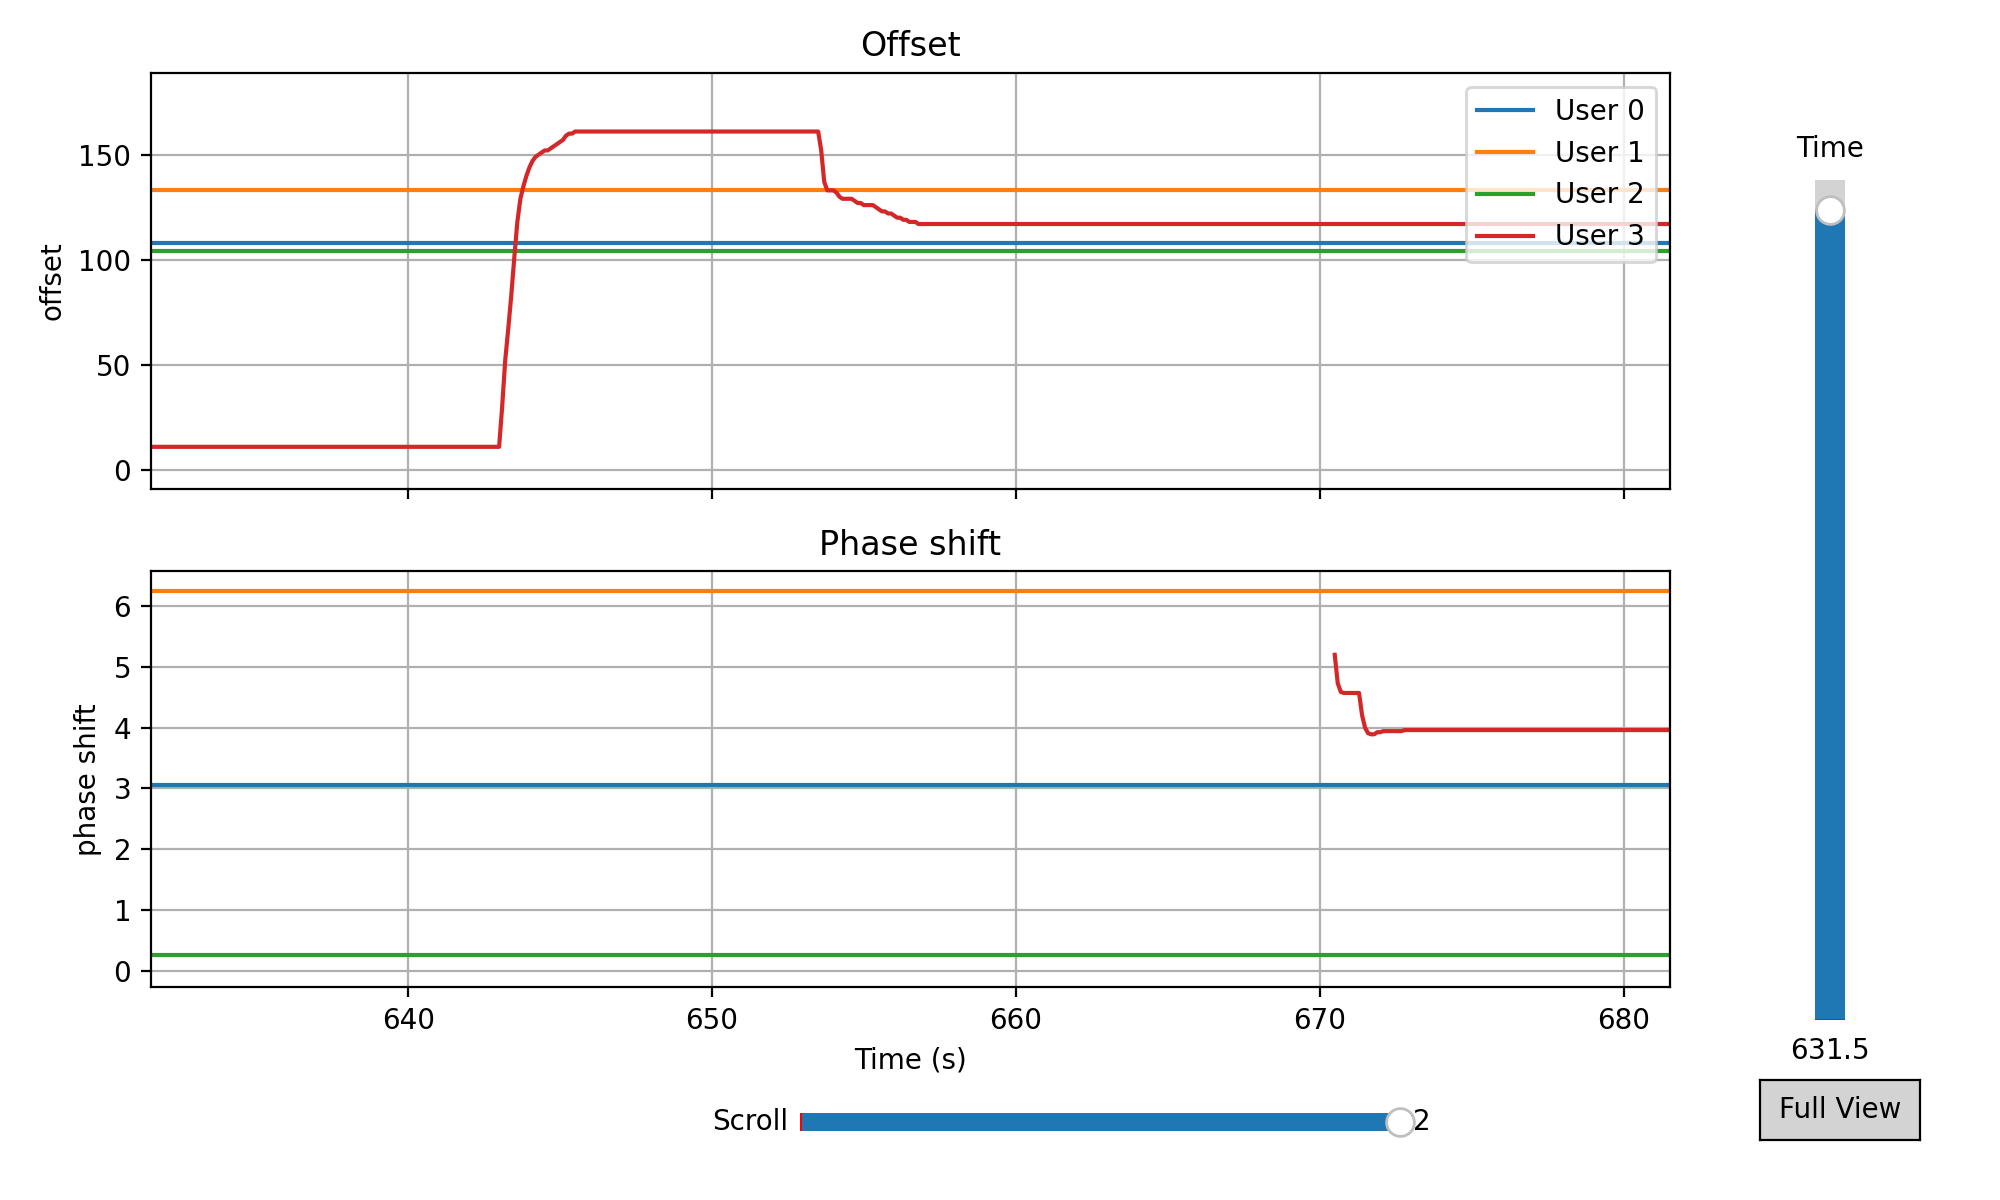 Offset
offset
150
100
50
0
User 0
User 1
User 2
User 3
Time
631.5
Full View
Phase shift
phase shift
6
5
4
3
2
1
0
640 650 660 670 680
Time (s)
Scroll 2